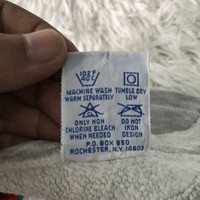 MACHINE WASH
WARM SEPARATELY
TUMBLE DRY
LOW
ONLY NON
CHLORINE BLEACH
WHEN NEEDED
DO NOT
IRON
DESIGN
P.O. BOX 850
ROCHESTER, N.Y. 14603